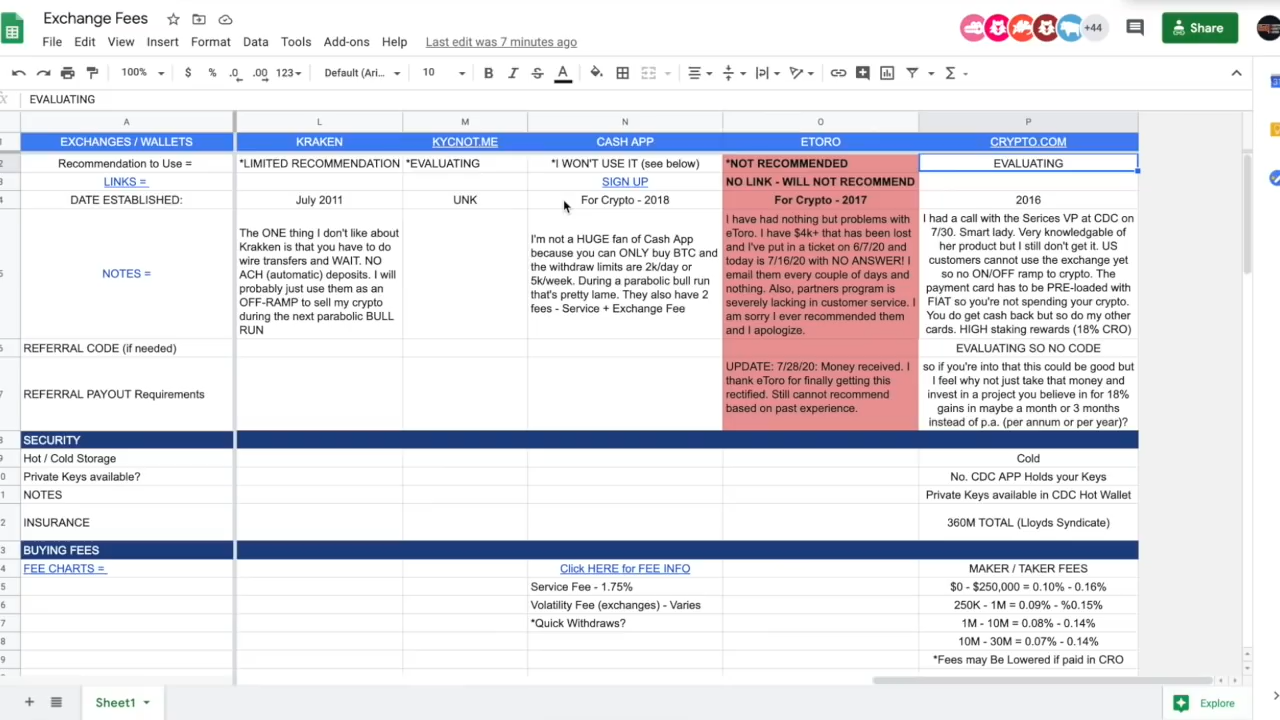 Exchange Fees
+44
Share
File Edit View Insert Format Data Tools Add-ons Help Last edit was 7 minutes ago
100% $ % .0 .00 123 Default (Ari... 10 B I S A
EVALUATING
A L M N O P
1 EXCHANGES / WALLETS KRAKEN KYCNOT.ME CASH APP ETORO CRYPTO.COM
2 Recommendation to Use = *LIMITED RECOMMENDATION *EVALUATING *I WON'T USE IT (see below) *NOT RECOMMENDED EVALUATING
3 LINKS = SIGN UP NO LINK - WILL NOT RECOMMEND
4 DATE ESTABLISHED: July 2011 UNK For Crypto - 2018 For Crypto - 2017 2016
5 NOTES =
The ONE thing I don't like about
Krakken is that you have to do
wire transfers and WAIT. NO
ACH (automatic) deposits. I will
probably just use them as an
OFF-RAMP to sell my crypto
during the next parabolic BULL
RUN
I'm not a HUGE fan of Cash App
because you can ONLY buy BTC and
the withdraw limits are 2k/day or
5k/week. During a parabolic bull run
that's pretty lame. They also have 2
fees - Service + Exchange Fee
I have had nothing but problems with
eToro. I have $4k+ that has been lost
and I've put in a ticket on 6/7/20 and
today is 7/16/20 with NO ANSWER! I
email them every couple of days and
nothing. Also, partners program is
severely lacking in customer service. I
am sorry I ever recommended them
and I apologize.
I had a call with the Serices VP at CDC on
7/30. Smart lady. Very knowledgable of
her product but I still don't get it. US
customers cannot use the exchange yet
so no ON/OFF ramp to crypto. The
payment card has to be PRE-loaded with
FIAT so you're not spending your crypto.
You do get cash back but so do my other
cards. HIGH staking rewards (18% CRO)
6 REFERRAL CODE (if needed) EVALUATING SO NO CODE
7 REFERRAL PAYOUT Requirements
UPDATE: 7/28/20: Money received. I
thank eToro for finally getting this
rectified. Still cannot recommend
based on past experience.
so if you're into that this could be good but
I feel why not just take that money and
invest in a project you believe in for 18%
gains in maybe a month or 3 months
instead of p.a. (per annum or per year)?
8 SECURITY
9 Hot / Cold Storage Cold
0 Private Keys available? No. CDC APP Holds your Keys
1 NOTES Private Keys available in CDC Hot Wallet
2 INSURANCE 360M TOTAL (Lloyds Syndicate)
3 BUYING FEES
4 FEE CHARTS = Click HERE for FEE INFO MAKER / TAKER FEES
5 Service Fee - 1.75% $0 - $250,000 = 0.10% - 0.16%
6 Volatility Fee (exchanges) - Varies 250K - 1M = 0.09% - %0.15%
7 *Quick Withdraws? 1M - 10M = 0.08% - 0.14%
8 10M - 30M = 0.07% - 0.14%
9 *Fees may Be Lowered if paid in CRO
Sheet1
Explore